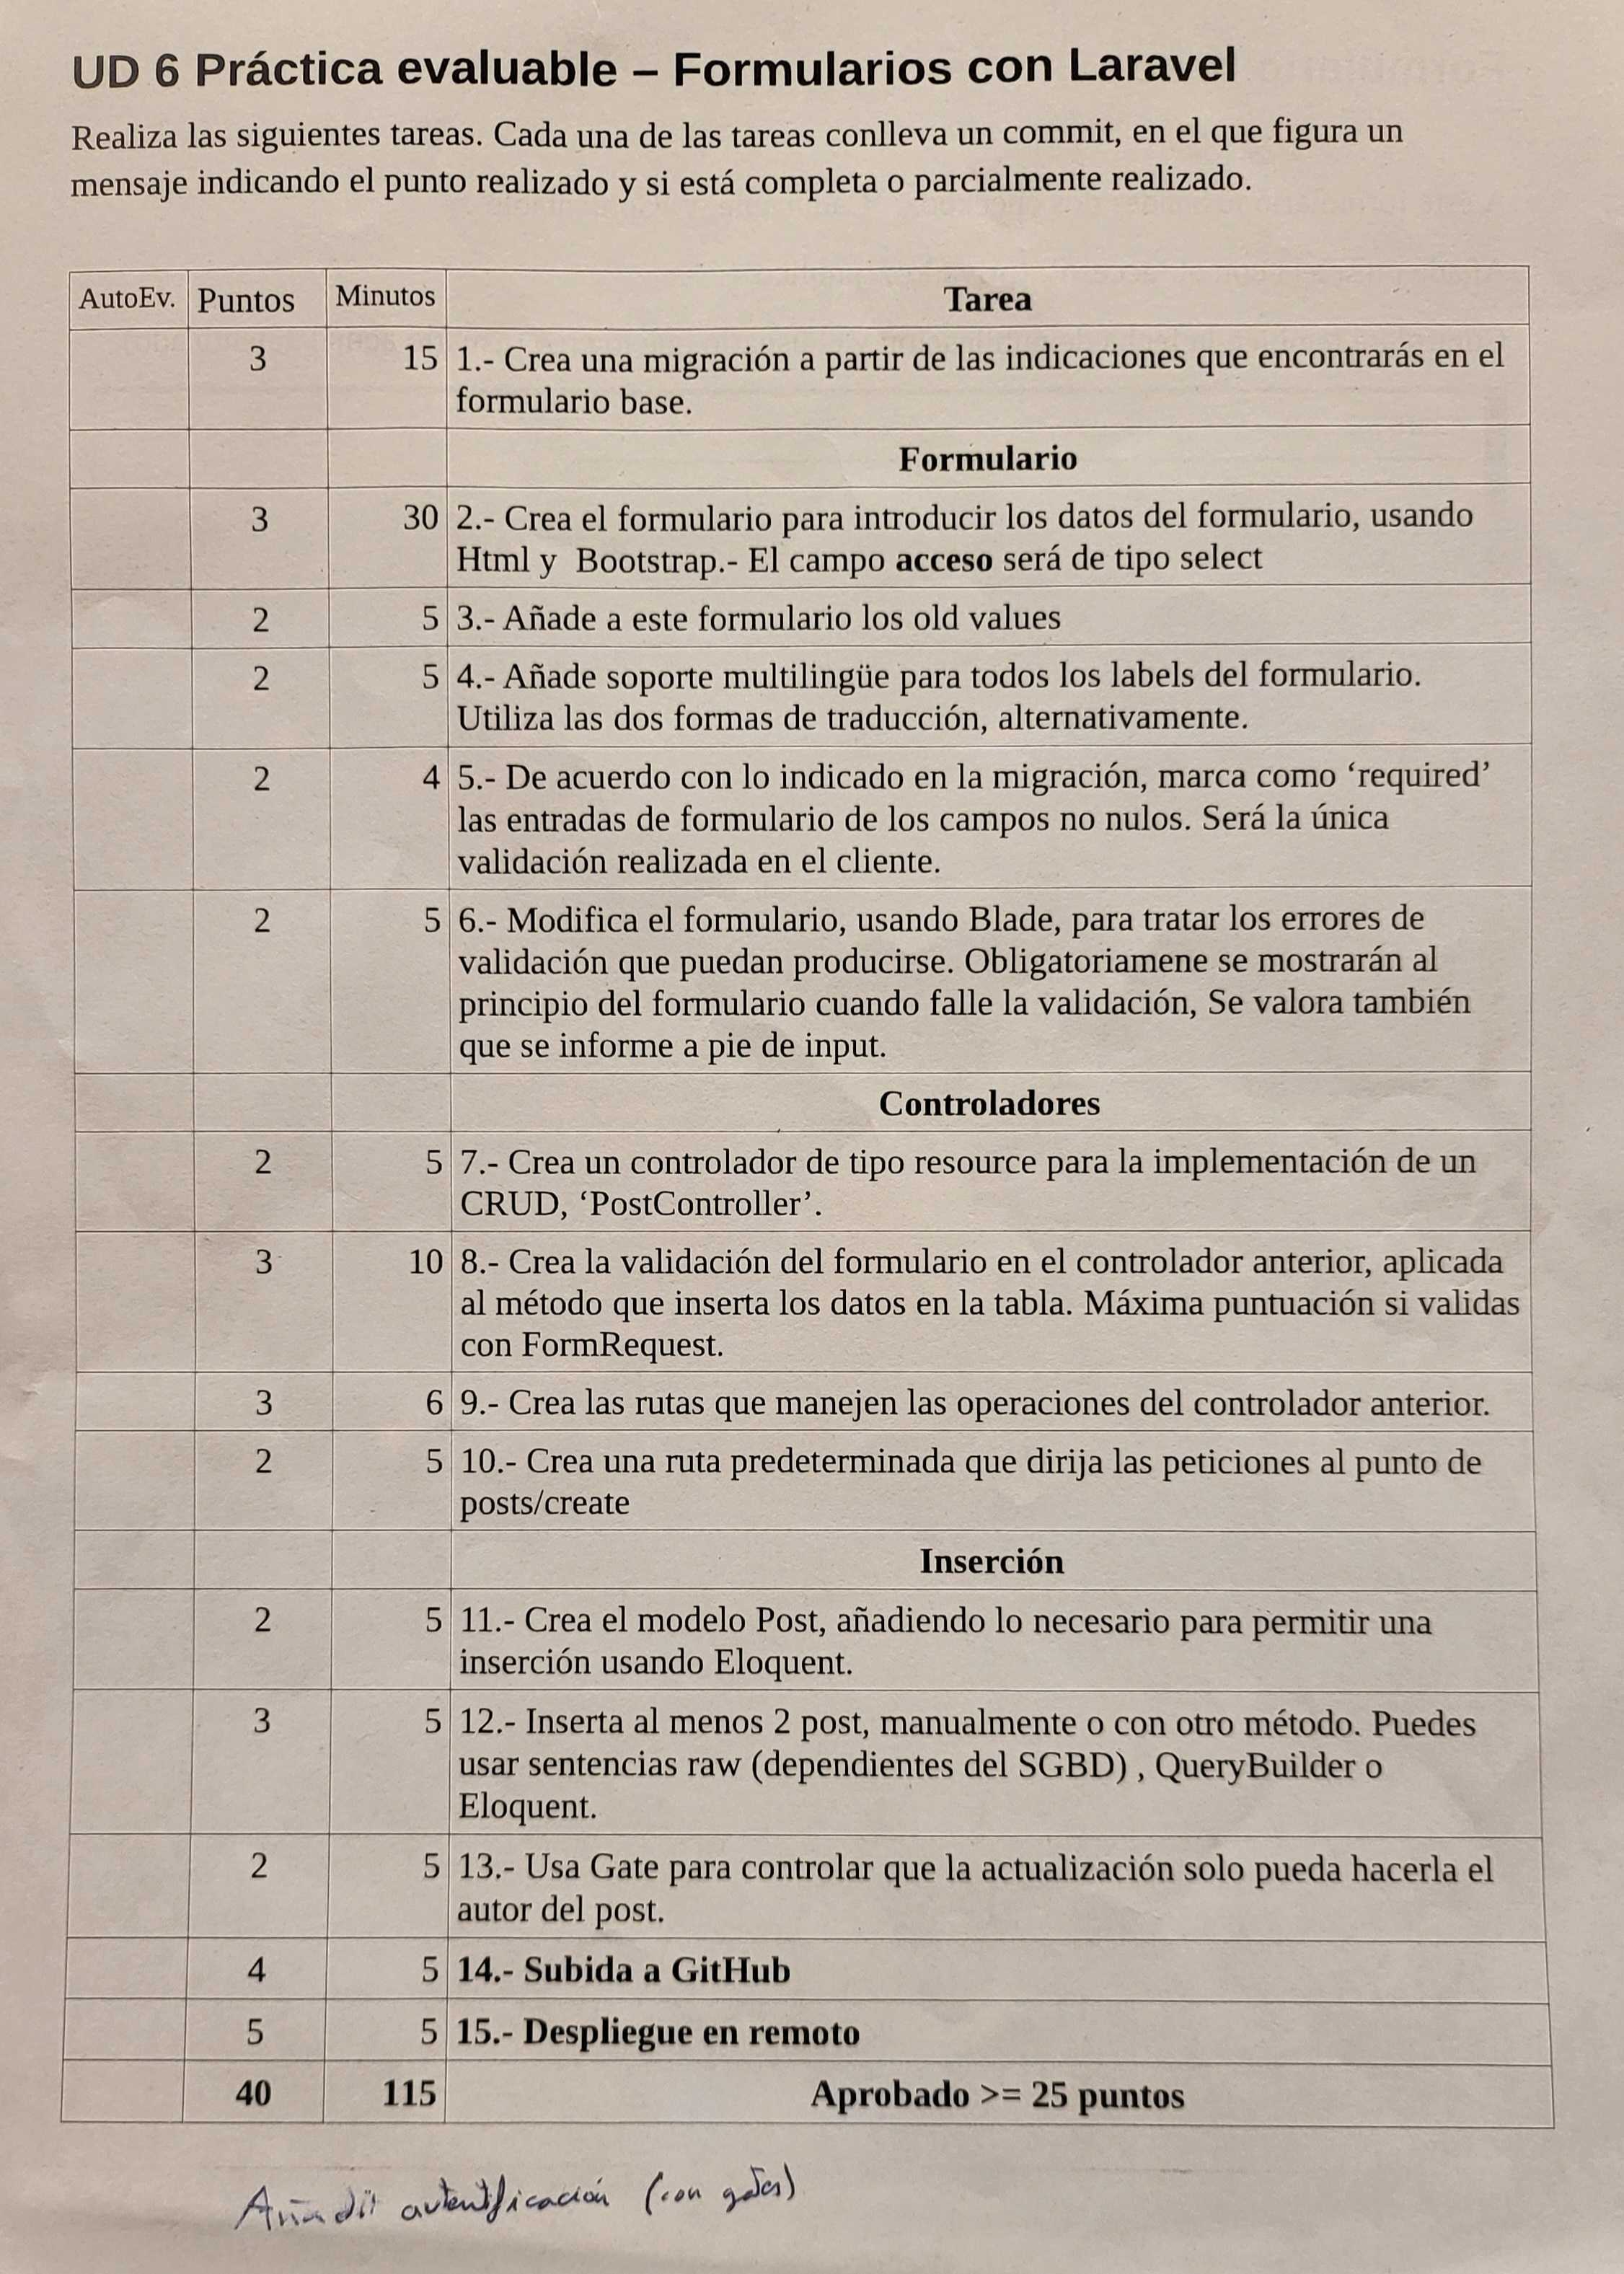 UD 6 Práctica evaluable – Formularios con Laravel
Realiza las siguientes tareas. Cada una de las tareas conlleva un commit, en el que figura un
mensaje indicando el punto realizado y si está completa o parcialmente realizado.
AutoEv. Puntos Minutos Tarea
3 15 1.- Crea una migración a partir de las indicaciones que encontrarás en el
formulario base.
Formulario
3 30 2.- Crea el formulario para introducir los datos del formulario, usando
Html y Bootstrap.- El campo acceso será de tipo select
2 5 3.- Añade a este formulario los old values
2 5 4.- Añade soporte multilingüe para todos los labels del formulario.
Utiliza las dos formas de traducción, alternativamente.
2 4 5.- De acuerdo con lo indicado en la migración, marca como ‘required’
las entradas de formulario de los campos no nulos. Será la única
validación realizada en el cliente.
2 5 6.- Modifica el formulario, usando Blade, para tratar los errores de
validación que puedan producirse. Obligatoriamene se mostrarán al
principio del formulario cuando falle la validación, Se valora también
que se informe a pie de input.
Controladores
2 5 7.- Crea un controlador de tipo resource para la implementación de un
CRUD, ‘PostController’.
3 10 8.- Crea la validación del formulario en el controlador anterior, aplicada
al método que inserta los datos en la tabla. Máxima puntuación si validas
con FormRequest.
3 6 9.- Crea las rutas que manejen las operaciones del controlador anterior.
2 5 10.- Crea una ruta predeterminada que dirija las peticiones al punto de
posts/create
Inserción
2 5 11.- Crea el modelo Post, añadiendo lo necesario para permitir una
inserción usando Eloquent.
3 5 12.- Inserta al menos 2 post, manualmente o con otro método. Puedes
usar sentencias raw (dependientes del SGBD) , QueryBuilder o
Eloquent.
2 5 13.- Usa Gate para controlar que la actualización solo pueda hacerla el
autor del post.
4 5 14.- Subida a GitHub
5 5 15.- Despliegue en remoto
40 115 Aprobado >= 25 puntos
Añadir autentificación (con gates)